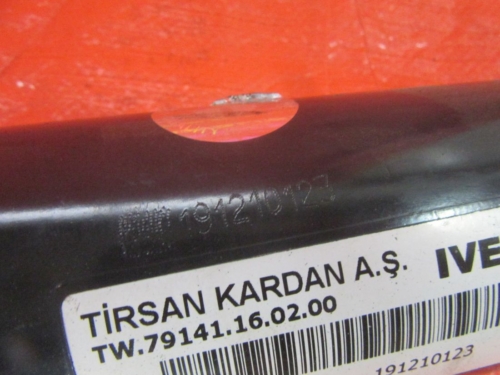 191210123
TİRSAN KARDAN A.Ş. IVE
TW.79141.16.02.00
191210123